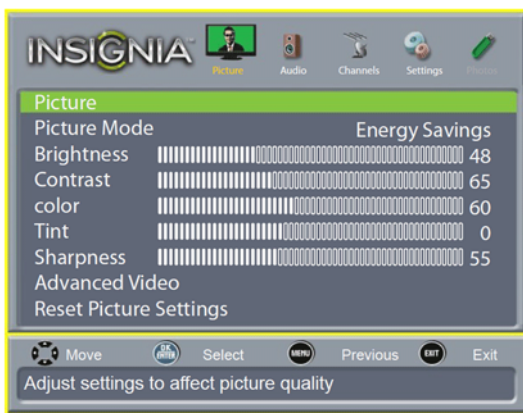 INSIGNIA
Picture Audio Channels Settings Photos
Picture
Picture Mode Energy Savings
Brightness 48
Contrast 65
color 60
Tint 0
Sharpness 55
Advanced Video
Reset Picture Settings
Move OK ENTER Select MENU Previous EXIT Exit
Adjust settings to affect picture quality